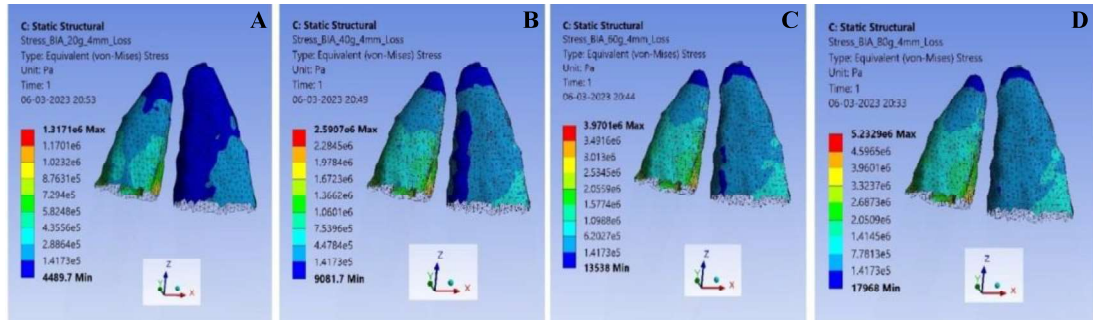 A
C: Static Structural
Stress_BIA_20g_4mm_Loss
Type: Equivalent (von-Mises) Stress
Unit: Pa
Time: 1
06-03-2023 20:53
1.3171e6 Max
1.1701e6
1.0232e6
8.7631e5
7.294e5
5.8248e5
4.3556e5
2.8864e5
1.4173e5
4489.7 Min
Z
Y
X
B
C: Static Structural
Stress_BIA_40g_4mm_Loss
Type: Equivalent (von-Mises) Stress
Unit: Pa
Time: 1
06-03-2023 20:49
2.5907e6 Max
2.2845e6
1.9784e6
1.6723e6
1.3662e6
1.0601e6
7.5396e5
4.4784e5
1.4173e5
9081.7 Min
Z
Y
X
C
C: Static Structural
Stress_BIA_60g_4mm_Loss
Type: Equivalent (von-Mises) Stress
Unit: Pa
Time: 1
06-03-2023 20:44
3.9701e6 Max
3.4916e6
3.013e6
2.5345e6
2.0559e6
1.5774e6
1.0988e6
6.2027e5
1.4173e5
13538 Min
Z
Y
X
D
C: Static Structural
Stress_BIA_80g_4mm_Loss
Type: Equivalent (von-Mises) Stress
Unit: Pa
Time: 1
06-03-2023 20:33
5.2329e6 Max
4.5965e6
3.9601e6
3.3237e6
2.6873e6
2.0509e6
1.4145e6
7.7813e5
1.4173e5
17968 Min
Z
Y
X